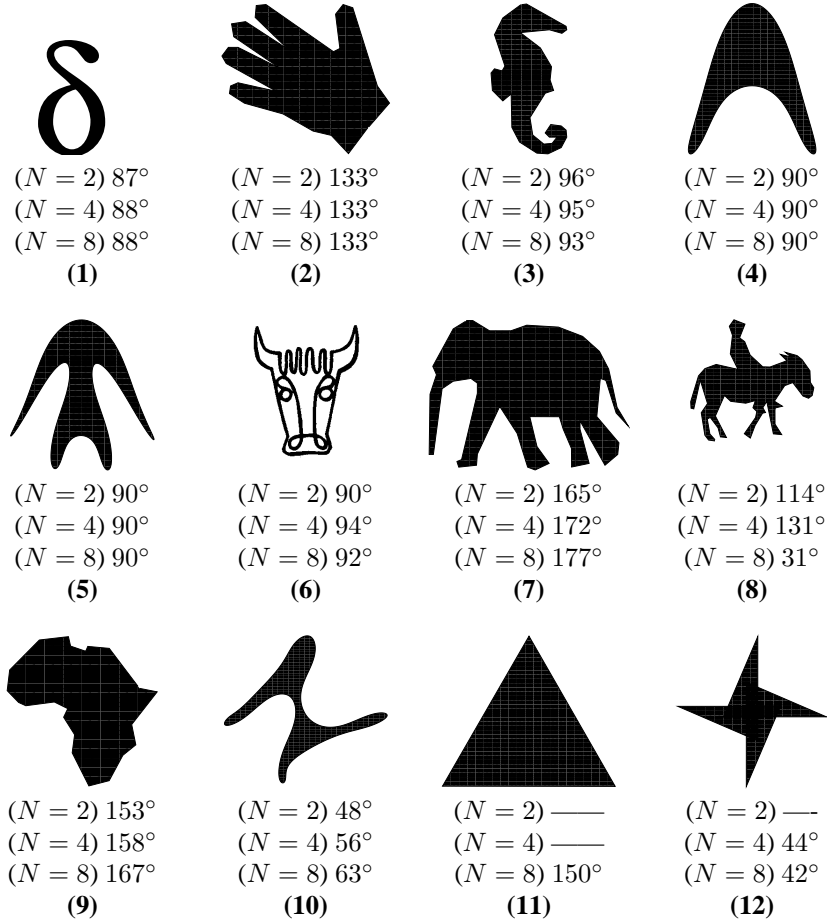 δ
(N = 2) 87° (N = 2) 133° (N = 2) 96° (N = 2) 90°
(N = 4) 88° (N = 4) 133° (N = 4) 95° (N = 4) 90°
(N = 8) 88° (N = 8) 133° (N = 8) 93° (N = 8) 90°
(1) (2) (3) (4)
(N = 2) 90° (N = 2) 90° (N = 2) 165° (N = 2) 114°
(N = 4) 90° (N = 4) 94° (N = 4) 172° (N = 4) 131°
(N = 8) 90° (N = 8) 92° (N = 8) 177° (N = 8) 31°
(5) (6) (7) (8)
(N = 2) 153° (N = 2) 48° (N = 2) —— (N = 2) —-
(N = 4) 158° (N = 4) 56° (N = 4) —— (N = 4) 44°
(N = 8) 167° (N = 8) 63° (N = 8) 150° (N = 8) 42°
(9) (10) (11) (12)